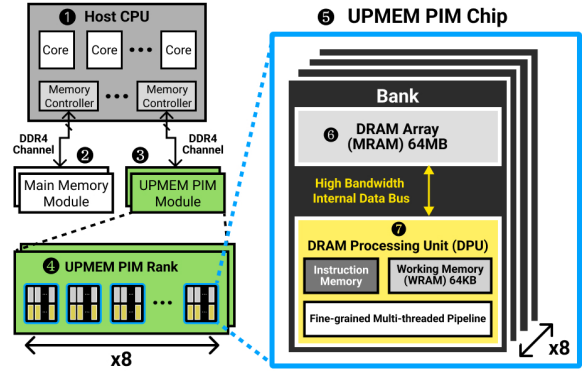 ❶ Host CPU
Core
Core
Core
Memory
Controller
Memory
Controller
DDR4
Channel
DDR4
Channel
❷
❸
Main Memory
Module
UPMEM PIM
Module
❹ UPMEM PIM Rank
x8
❺ UPMEM PIM Chip
Bank
❻ DRAM Array
(MRAM) 64MB
High Bandwidth
Internal Data Bus
❼
DRAM Processing Unit (DPU)
Instruction
Memory
Working Memory
(WRAM) 64KB
Fine-grained Multi-threaded Pipeline
x8